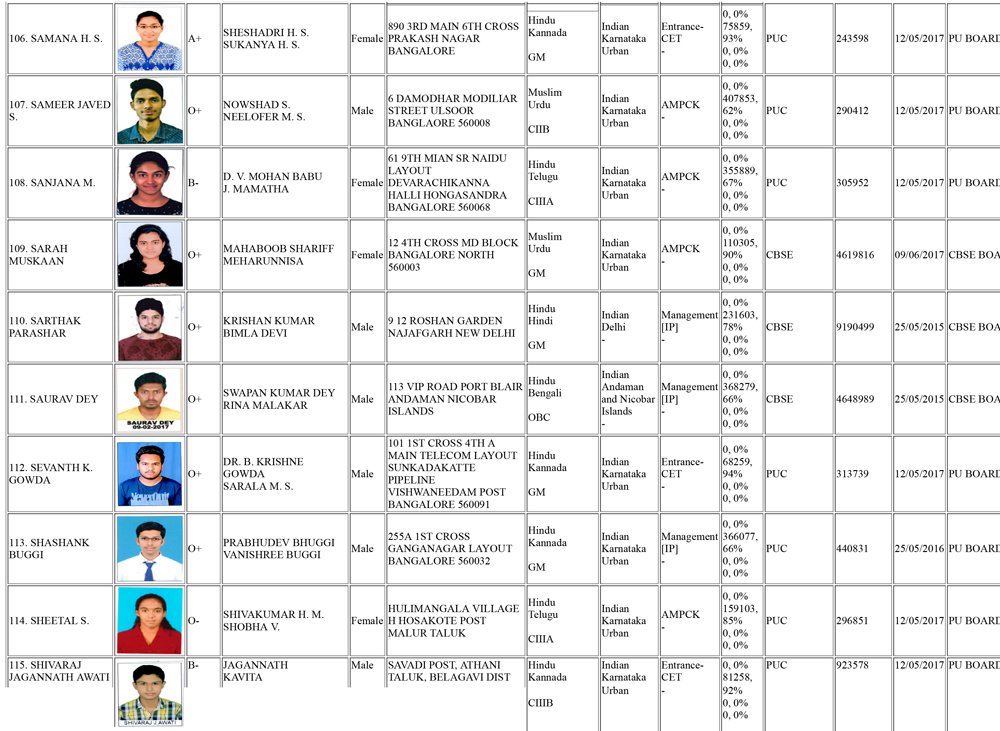 106. SAMANA H. S.
A+
SHESHADRI H. S.
SUKANYA H. S.
Female
890 3RD MAIN 6TH CROSS
PRAKASH NAGAR
BANGALORE
Hindu
Kannada
GM
Indian
Karnataka
Urban
Entrance-
CET
-
0, 0%
75859,
93%
0, 0%
0, 0%
PUC
243598
12/05/2017
PU BOARD
107. SAMEER JAVED
S.
O+
NOWSHAD S.
NEELOFER M. S.
Male
6 DAMODHAR MODILIAR
STREET ULSOOR
BANGLAORE 560008
Muslim
Urdu
CIIB
Indian
Karnataka
Urban
AMPCK
-
0, 0%
407853,
62%
0, 0%
0, 0%
PUC
290412
12/05/2017
PU BOARD
108. SANJANA M.
B-
D. V. MOHAN BABU
J. MAMATHA
Female
61 9TH MIAN SR NAIDU
LAYOUT
DEVARACHIKANNA
HALLI HONGASANDRA
BANGALORE 560068
Hindu
Telugu
CIIIA
Indian
Karnataka
Urban
AMPCK
-
0, 0%
355889,
67%
0, 0%
0, 0%
PUC
305952
12/05/2017
PU BOARD
109. SARAH
MUSKAAN
O+
MAHABOOB SHARIFF
MEHARUNNISA
Female
12 4TH CROSS MD BLOCK
BANGALORE NORTH
560003
Muslim
Urdu
GM
Indian
Karnataka
Urban
AMPCK
-
0, 0%
110305,
90%
0, 0%
0, 0%
CBSE
4619816
09/06/2017
CBSE BOA
110. SARTHAK
PARASHAR
O+
KRISHAN KUMAR
BIMLA DEVI
Male
9 12 ROSHAN GARDEN
NAJAFGARH NEW DELHI
Hindu
Hindi
GM
Indian
Delhi
-
Management
[IP]
-
0, 0%
231603,
78%
0, 0%
0, 0%
CBSE
9190499
25/05/2015
CBSE BOA
111. SAURAV DEY
SAURAV DEY
09-02-2017
O+
SWAPAN KUMAR DEY
RINA MALAKAR
Male
113 VIP ROAD PORT BLAIR
ANDAMAN NICOBAR
ISLANDS
Hindu
Bengali
OBC
Indian
Andaman
and Nicobar
Islands
-
Management
[IP]
-
0, 0%
368279,
66%
0, 0%
0, 0%
CBSE
4648989
25/05/2015
CBSE BOA
112. SEVANTH K.
GOWDA
O+
DR. B. KRISHNE
GOWDA
SARALA M. S.
Male
101 1ST CROSS 4TH A
MAIN TELECOM LAYOUT
SUNKADAKATTE
PIPELINE
VISHWANEEDAM POST
BANGALORE 560091
Hindu
Kannada
GM
Indian
Karnataka
Urban
Entrance-
CET
-
0, 0%
68259,
94%
0, 0%
0, 0%
PUC
313739
12/05/2017
PU BOARD
113. SHASHANK
BUGGI
O+
PRABHUDEV BHUGGI
VANISHREE BUGGI
Male
255A 1ST CROSS
GANGANAGAR LAYOUT
BANGALORE 560032
Hindu
Kannada
GM
Indian
Karnataka
Urban
Management
[IP]
-
0, 0%
366077,
66%
0, 0%
0, 0%
PUC
440831
25/05/2016
PU BOARD
114. SHEETAL S.
O-
SHIVAKUMAR H. M.
SHOBHA V.
Female
HULIMANGALA VILLAGE
H HOSAKOTE POST
MALUR TALUK
Hindu
Telugu
CIIIA
Indian
Karnataka
Urban
AMPCK
-
0, 0%
159103,
85%
0, 0%
0, 0%
PUC
296851
12/05/2017
PU BOARD
115. SHIVARAJ
JAGANNATH AWATI
SHIVARAJ J AWATI
B-
JAGANNATH
KAVITA
Male
SAVADI POST, ATHANI
TALUK, BELAGAVI DIST
Hindu
Kannada
CIIIB
Indian
Karnataka
Urban
Entrance-
CET
-
0, 0%
81258,
92%
0, 0%
0, 0%
PUC
923578
12/05/2017
PU BOARD